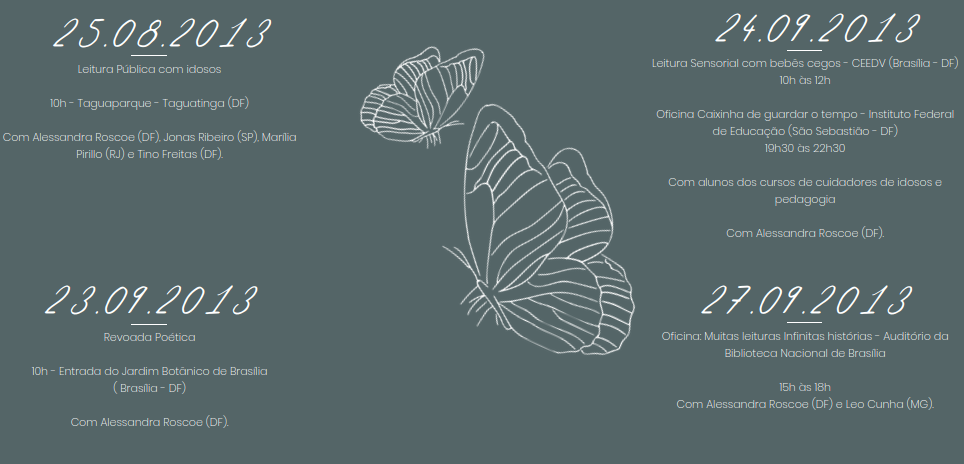 25.08.2013
Leitura Pública com idosos
10h - Taguaparque - Taguatinga (DF)
Com Alessandra Roscoe (DF), Jonas Ribeiro (SP), Marília
Pirillo (RJ) e Tino Freitas (DF).
23.09.2013
Revoada Poética
10h - Entrada do Jardim Botânico de Brasília
( Brasília - DF)
Com Alessandra Roscoe (DF).
24.09.2013
Leitura Sensorial com bebês cegos - CEEDV (Brasília - DF)
10h às 12h
Oficina Caixinha de guardar o tempo - Instituto Federal
de Educação (São Sebastião - DF)
19h30 às 22h30
Com alunos dos cursos de cuidadores de idosos e
pedagogia
Com Alessandra Roscoe (DF).
27.09.2013
Oficina: Muitas leituras Infinitas histórias - Auditório da
Biblioteca Nacional de Brasília
15h às 18h
Com Alessandra Roscoe (DF) e Leo Cunha (MG).